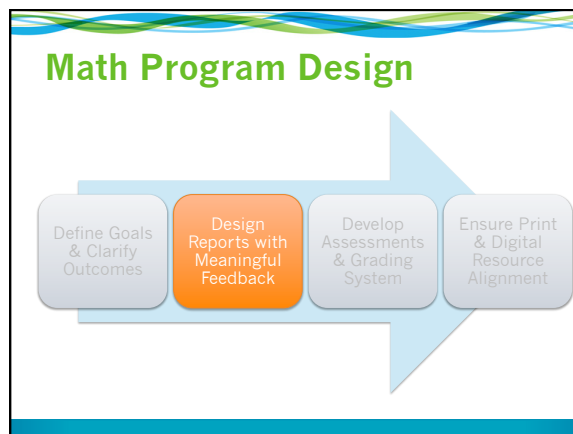 Math Program Design
Define Goals
& Clarify
Outcomes
Design
Reports with
Meaningful
Feedback
Develop
Assessments
& Grading
System
Ensure Print
& Digital
Resource
Alignment